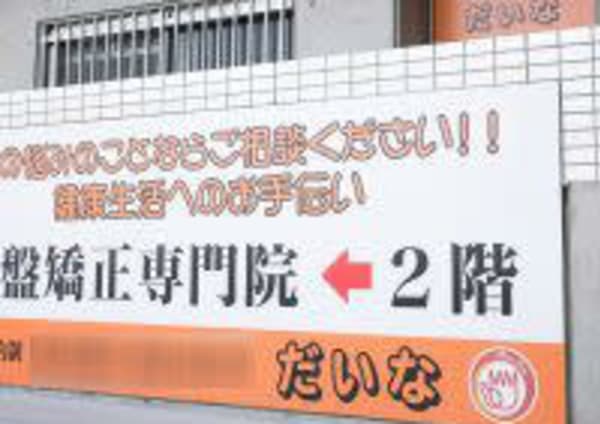 だいな
の悩みのことならご相談ください!!
健康生活へのお手伝い
盤矯正専門院 ← 2階
だいな